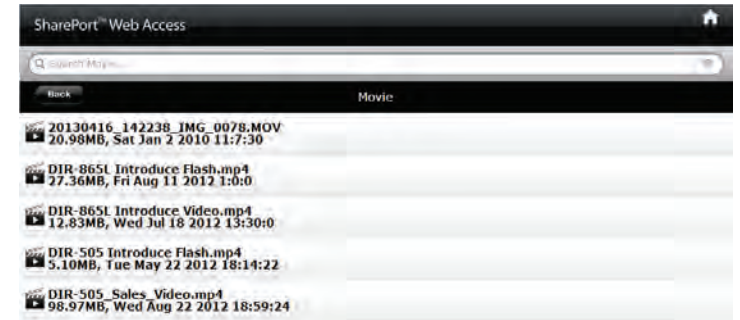 SharePort™ Web Access
Search Movie...
Back
Movie
20130416_142238_IMG_0078.MOV
20.98MB, Sat Jan 2 2010 11:7:30
DIR-865L Introduce Flash.mp4
27.36MB, Fri Aug 11 2012 1:0:0
DIR-865L Introduce Video.mp4
12.83MB, Wed Jul 18 2012 13:30:0
DIR-505 Introduce Flash.mp4
5.10MB, Tue May 22 2012 18:14:22
DIR-505_Sales_Video.mp4
98.97MB, Wed Aug 22 2012 18:59:24